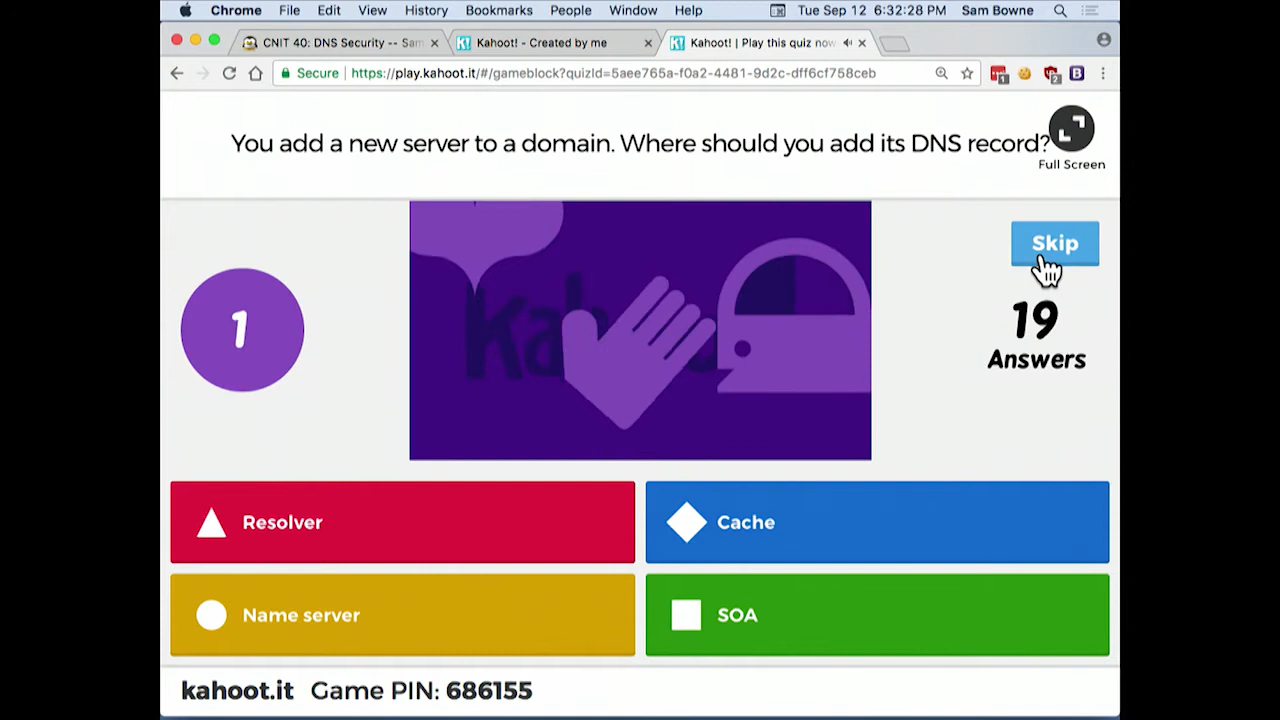 Chrome File Edit View History Bookmarks People Window Help Tue Sep 12 6:32:28 PM Sam Bowne
CNIT 40: DNS Security -- Sam
Kahoot! - Created by me
Kahoot! | Play this quiz now
Secure https://play.kahoot.it/#/gameblock?quizId=5aee765a-f0a2-4481-9d2c-dff6cf758ceb
1
2
B
You add a new server to a domain. Where should you add its DNS record?
Full Screen
Skip
1
19
Answers
Resolver
Cache
Name server
SOA
kahoot.it Game PIN: 686155